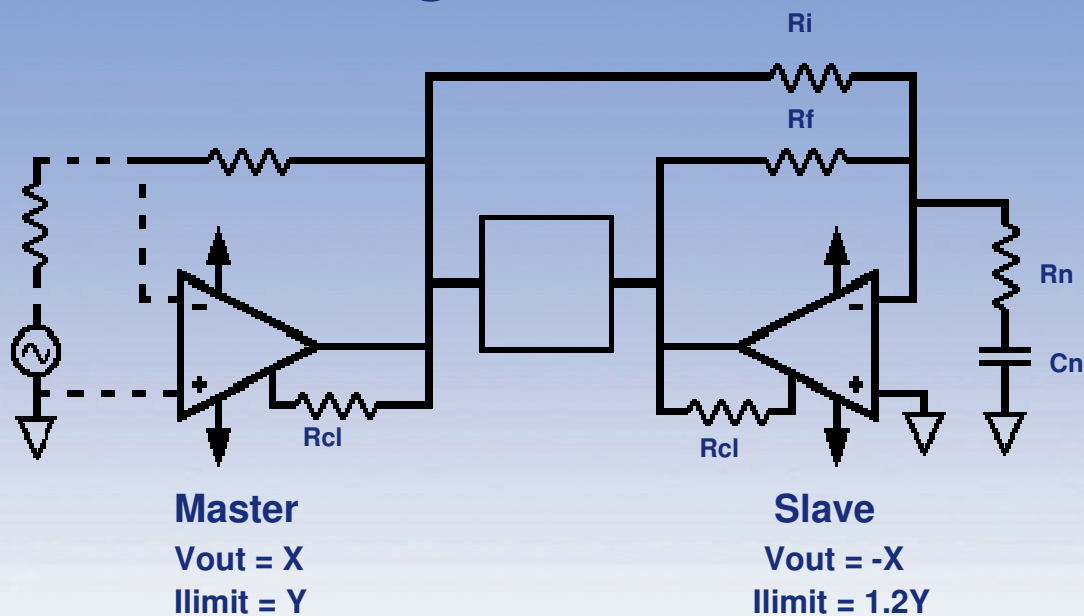 Ri
Rf
Rn
Cn
Rcl
Rcl
Master
Slave
Vout = X
Vout = -X
Ilimit = Y
Ilimit = 1.2Y